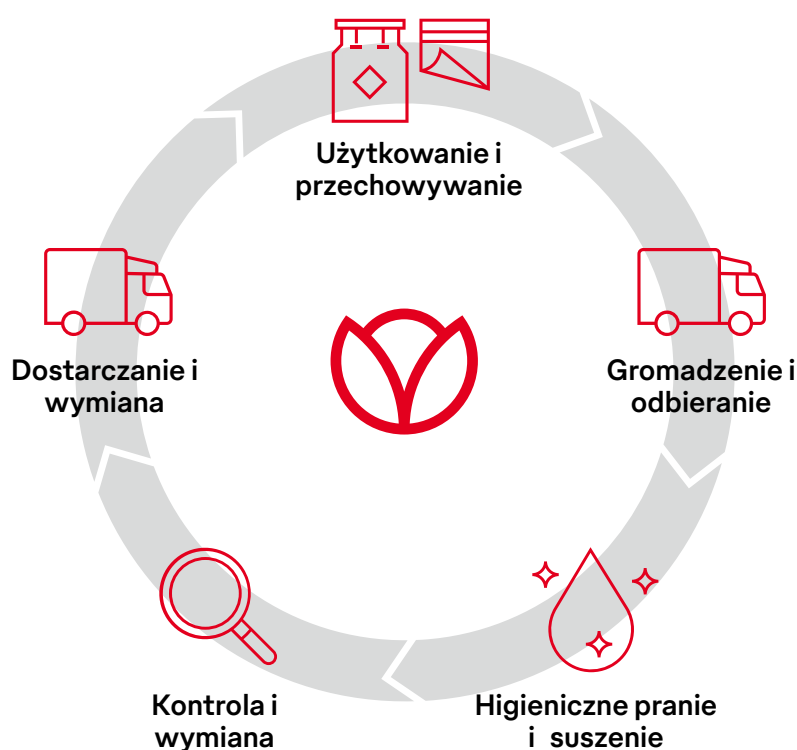 Użytkowanie i
przechowywanie
Dostarczanie i
wymiana
Gromadzenie i
odbieranie
Kontrola i
wymiana
Higieniczne pranie
i suszenie